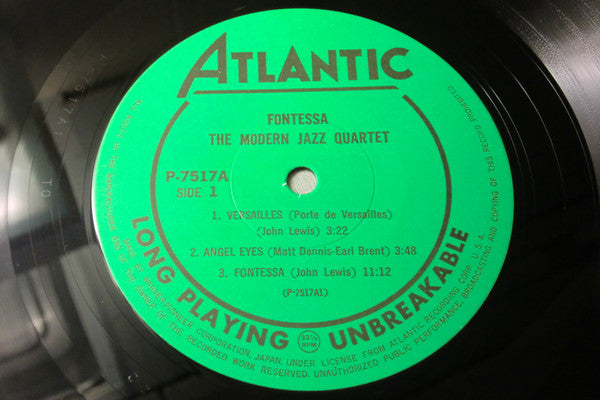 ATLANTIC
FONTESSA
THE MODERN JAZZ QUARTET
P-7517A
SIDE 1
1. VERSAILLES (Porte de Versailles)
(John Lewis) 3:22
2. ANGEL EYES (Matt Dennis-Earl Brent) 3:48
3. FONTESSA (John Lewis) 11:12
(P-7517A1)
LONG PLAYING 33⅓ RPM UNBREAKABLE
PIONEER CORPORATION, JAPAN, UNDER LICENSE FROM ATLANTIC RECORDING CORP. U.S.A.
OF THE RECORDED WORK RESERVED. UNAUTHORIZED PUBLIC PERFORMANCE, BROADCASTING AND COPYING OF THIS RECORD PROHIBITED
P-7517A1